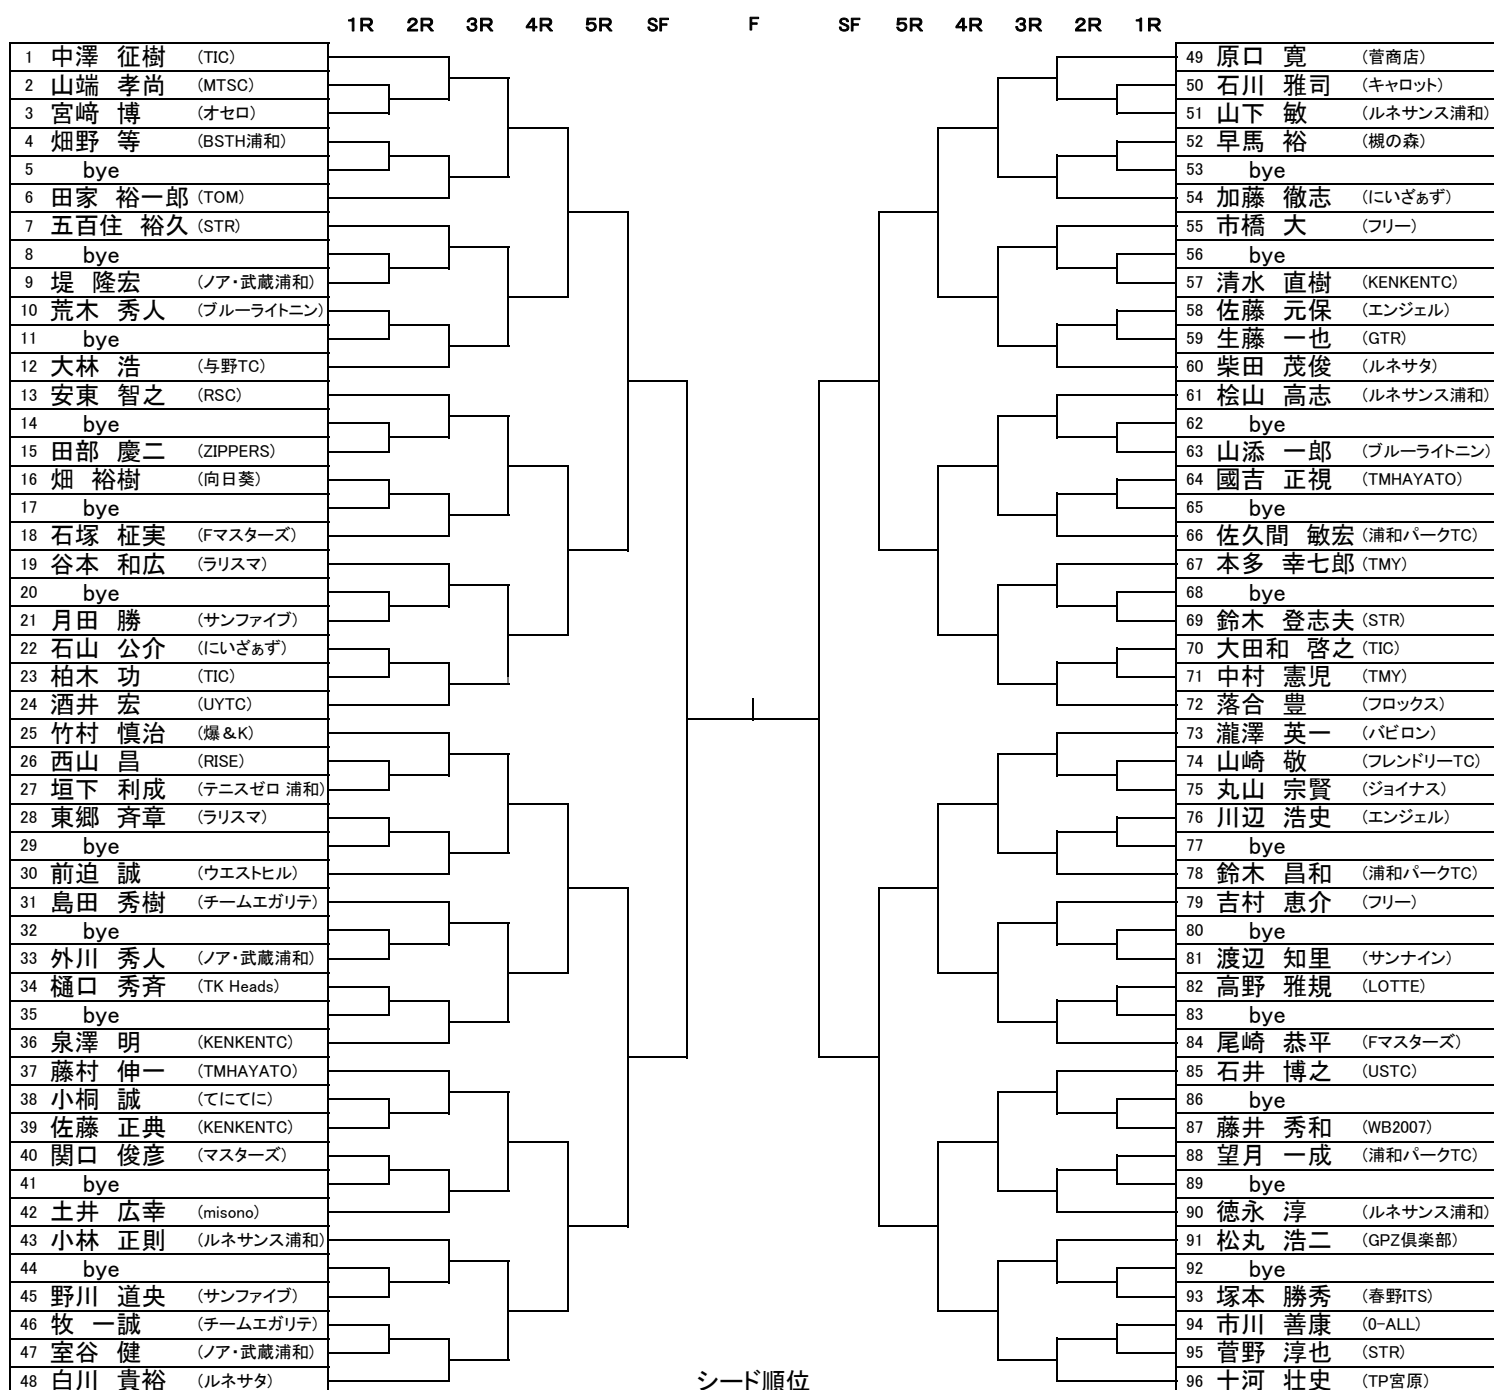 1R 2R 3R 4R 5R SF F SF 5R 4R 3R 2R 1R
1 中澤 征樹 (TIC)
2 山端 孝尚 (MTSC)
3 宮﨑 博 (オセロ)
4 畑野 等 (BSTH浦和)
5 bye
6 田家 裕一郎 (TOM)
7 五百住 裕久 (STR)
8 bye
9 堤 隆宏 (ノア・武蔵浦和)
10 荒木 秀人 (ブルーライトニン)
11 bye
12 大林 浩 (与野TC)
13 安東 智之 (RSC)
14 bye
15 田部 慶二 (ZIPPERS)
16 畑 裕樹 (向日葵)
17 bye
18 石塚 柾実 (Fマスターズ)
19 谷本 和広 (ラリスマ)
20 bye
21 月田 勝 (サンファイブ)
22 石山 公介 (にいざぁず)
23 柏木 功 (TIC)
24 酒井 宏 (UYTC)
25 竹村 慎治 (爆&K)
26 西山 昌 (RISE)
27 垣下 利成 (テニスゼロ 浦和)
28 東郷 斉章 (ラリスマ)
29 bye
30 前迫 誠 (ウエストヒル)
31 島田 秀樹 (チームエガリテ)
32 bye
33 外川 秀人 (ノア・武蔵浦和)
34 樋口 秀斉 (TK Heads)
35 bye
36 泉澤 明 (KENKENTC)
37 藤村 伸一 (TMHAYATO)
38 小桐 誠 (てにてに)
39 佐藤 正典 (KENKENTC)
40 関口 俊彦 (マスターズ)
41 bye
42 土井 広幸 (misono)
43 小林 正則 (ルネサンス浦和)
44 bye
45 野川 道央 (サンファイブ)
46 牧 一誠 (チームエガリテ)
47 室谷 健 (ノア・武蔵浦和)
48 白川 貴裕 (ルネサタ)
49 原口 寛 (菅商店)
50 石川 雅司 (キャロット)
51 山下 敏 (ルネサンス浦和)
52 早馬 裕 (槻の森)
53 bye
54 加藤 徹志 (にいざぁず)
55 市橋 大 (フリー)
56 bye
57 清水 直樹 (KENKENTC)
58 佐藤 元保 (エンジェル)
59 生藤 一也 (GTR)
60 柴田 茂俊 (ルネサタ)
61 桧山 高志 (ルネサンス浦和)
62 bye
63 山添 一郎 (ブルーライトニン)
64 國吉 正視 (TMHAYATO)
65 bye
66 佐久間 敏宏 (浦和パークTC)
67 本多 幸七郎 (TMY)
68 bye
69 鈴木 登志夫 (STR)
70 大田和 啓之 (TIC)
71 中村 憲児 (TMY)
72 落合 豊 (フロックス)
73 瀧澤 英一 (バビロン)
74 山崎 敬 (フレンドリーTC)
75 丸山 宗賢 (ジョイナス)
76 川辺 浩史 (エンジェル)
77 bye
78 鈴木 昌和 (浦和パークTC)
79 吉村 恵介 (フリー)
80 bye
81 渡辺 知里 (サンナイン)
82 高野 雅規 (LOTTE)
83 bye
84 尾崎 恭平 (Fマスターズ)
85 石井 博之 (USTC)
86 bye
87 藤井 秀和 (WB2007)
88 望月 一成 (浦和パークTC)
89 bye
90 徳永 淳 (ルネサンス浦和)
91 松丸 浩二 (GPZ倶楽部)
92 bye
93 塚本 勝秀 (春野ITS)
94 市川 善康 (0-ALL)
95 菅野 淳也 (STR)
96 十河 壮史 (TP宮原)
シード順位